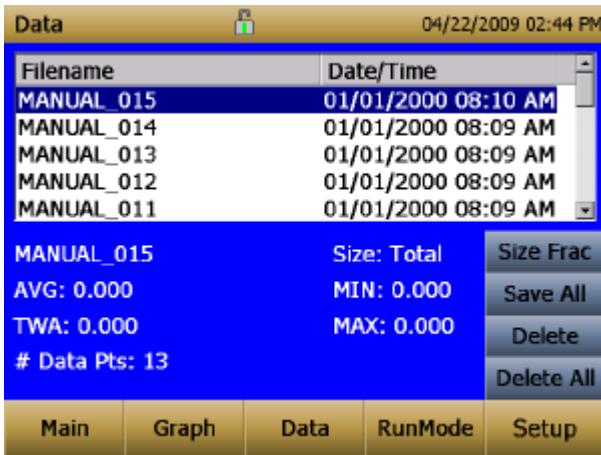 Data 04/22/2009 02:44 PM
Filename Date/Time
MANUAL_015 01/01/2000 08:10 AM
MANUAL_014 01/01/2000 08:09 AM
MANUAL_013 01/01/2000 08:09 AM
MANUAL_012 01/01/2000 08:09 AM
MANUAL_011 01/01/2000 08:09 AM
MANUAL_015 Size: Total
AVG: 0.000 MIN: 0.000
TWA: 0.000 MAX: 0.000
# Data Pts: 13
Size Frac
Save All
Delete
Delete All
Main Graph Data RunMode Setup